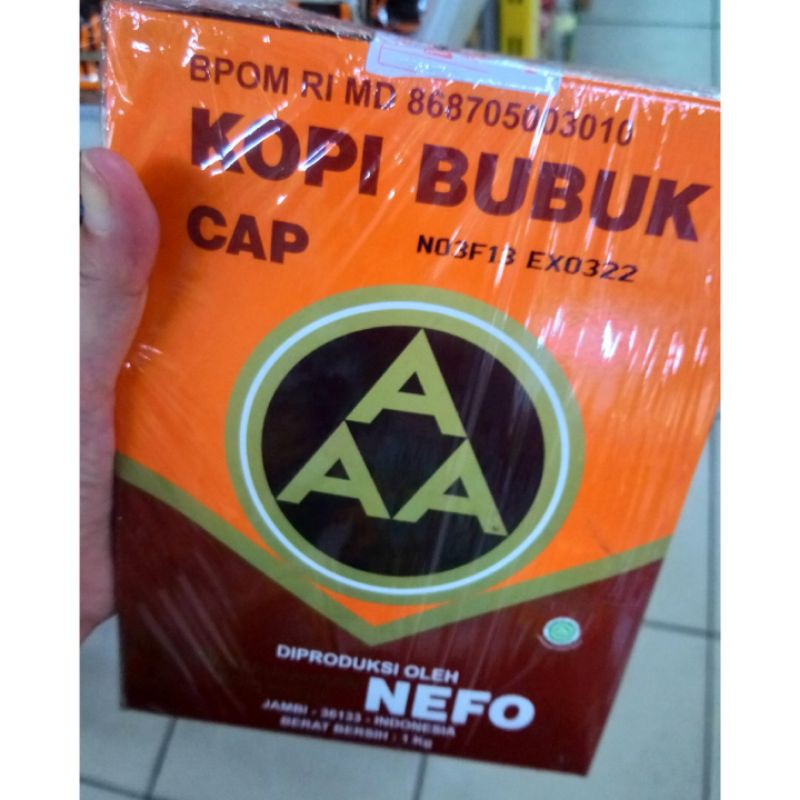 BPOM RI MD 868705003010
KOPI BUBUK
CAP
N03F13 EX0322
A
A A
DIPRODUKSI OLEH
NEFO
JAMBI - 36133 - INDONESIA
BERAT BERSIH : 1 Kg